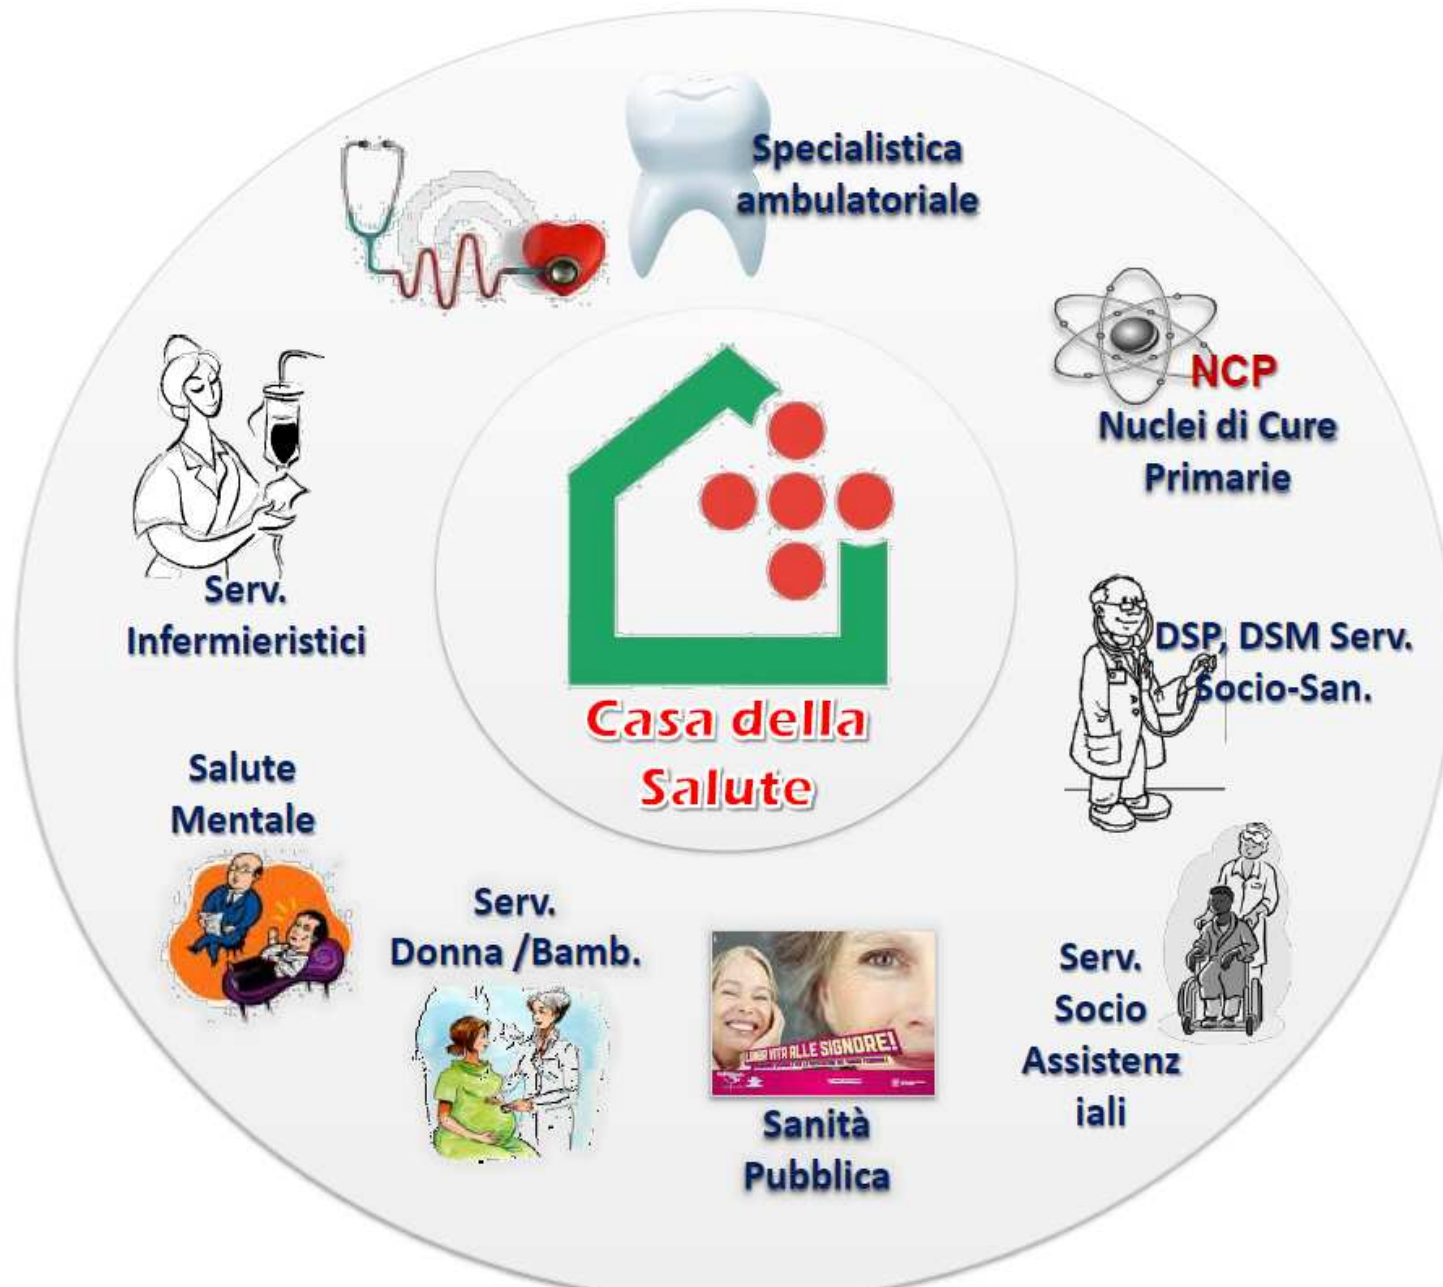 Specialistica
ambulatoriale
NCP
Nuclei di Cure
Primarie
Serv.
Infermieristici
DSP, DSM Serv.
Socio-San.
Casa della
Salute
Salute
Mentale
Serv.
Donna /Bamb.
LUNGA VITA ALLE SIGNORE!
Serv.
Socio
Assistenz
iali
Sanità
Pubblica